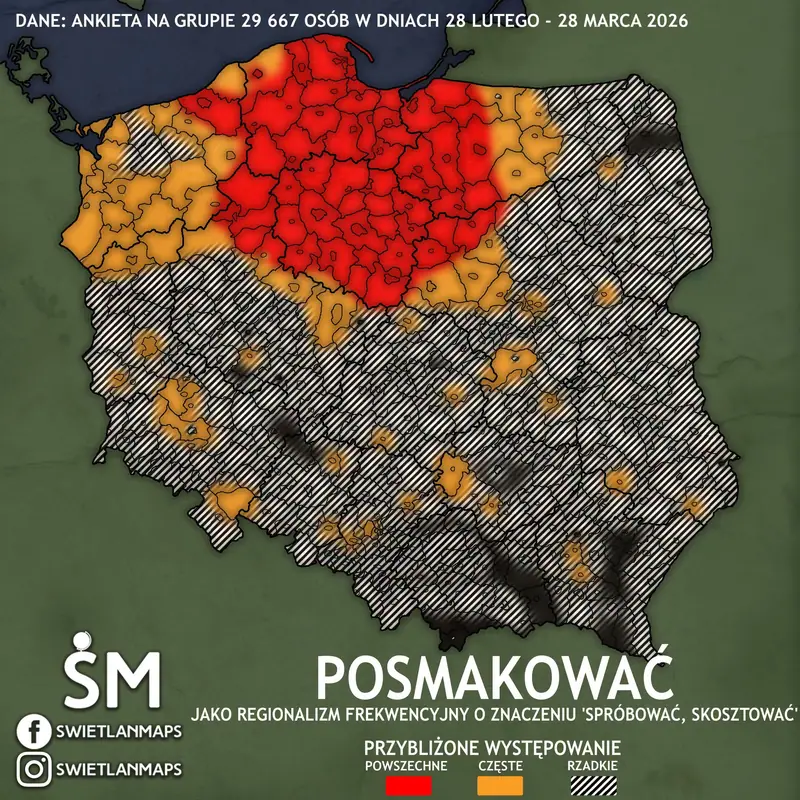 DANE: ANKIETA NA GRUPIE 29 667 OSÓB W DNIACH 28 LUTEGO - 28 MARCA 2026
ŚM
SWIETLANMAPS
SWIETLANMAPS
POSMAKOWAĆ
JAKO REGIONALIZM FREKWENCYJNY O ZNACZENIU 'SPRÓBOWAĆ, SKOSZTOWAĆ'
PRZYBLIŻONE WYSTĘPOWANIE
POWSZECHNE CZĘSTE RZADKIE